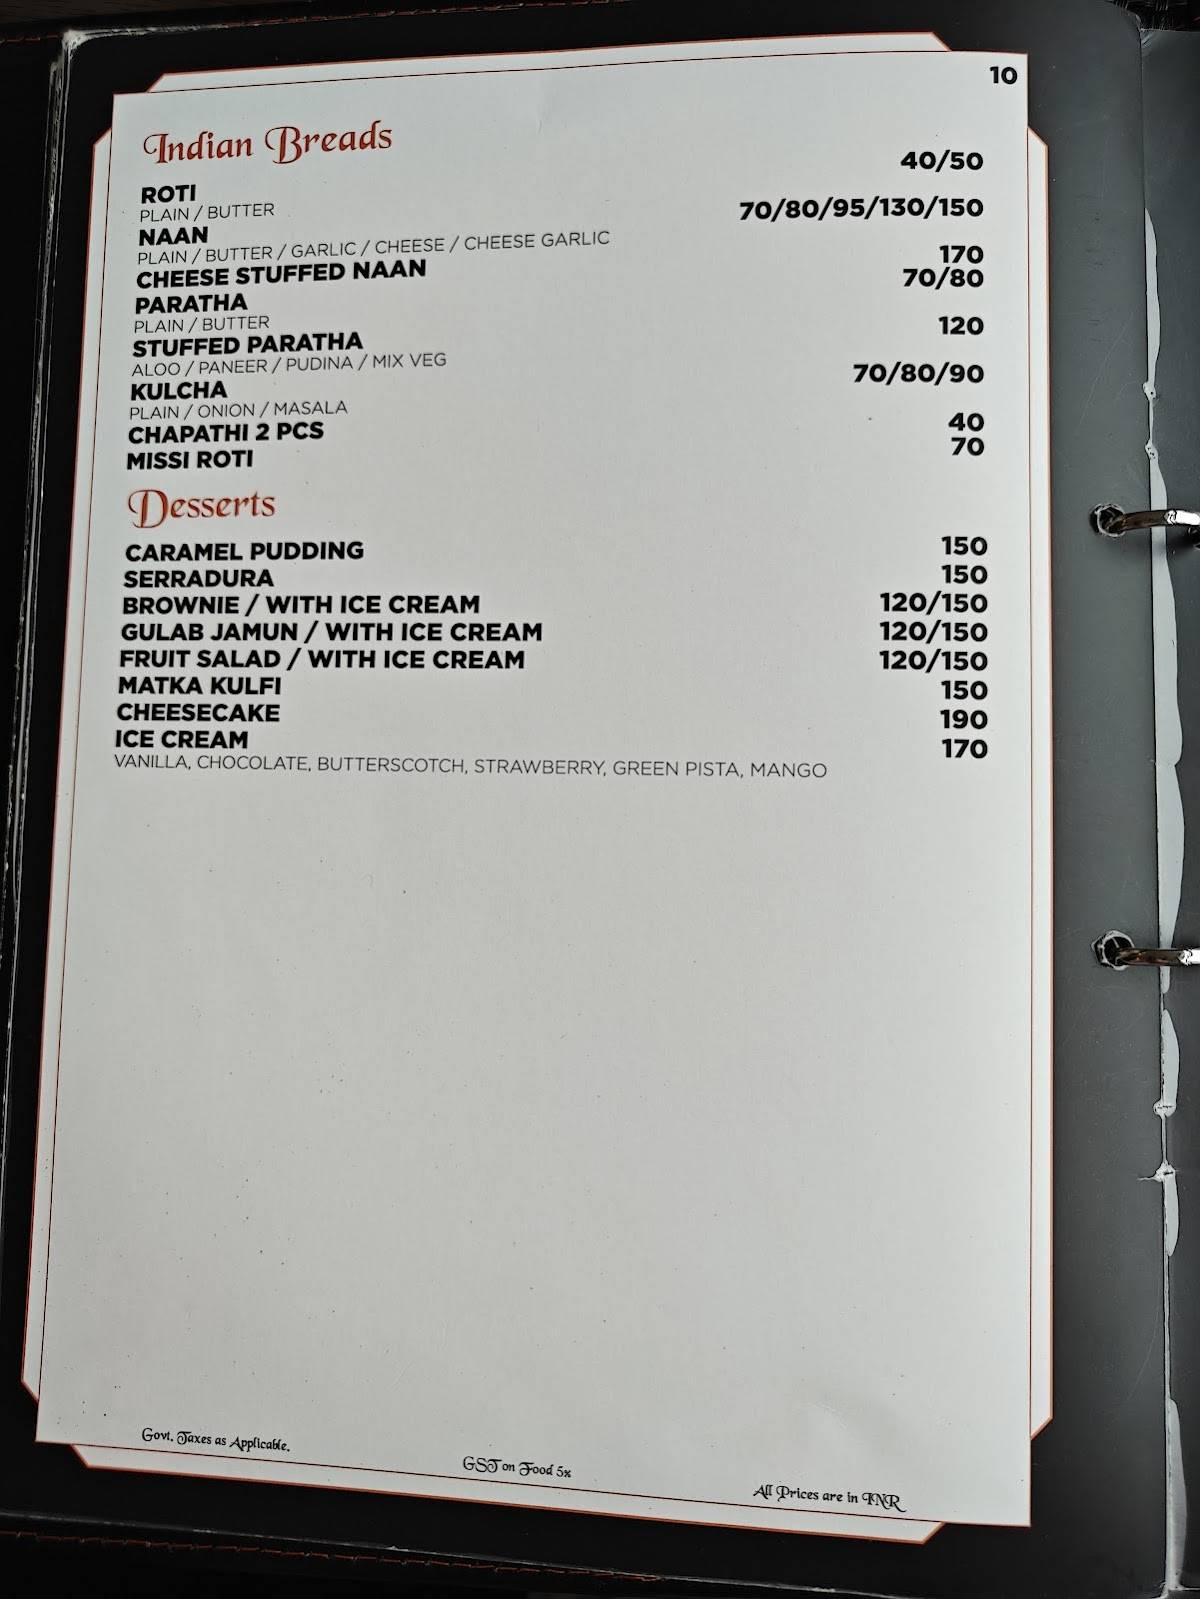 10
Indian Breads
ROTI 40/50
PLAIN / BUTTER
NAAN 70/80/95/130/150
PLAIN / BUTTER / GARLIC / CHEESE / CHEESE GARLIC
CHEESE STUFFED NAAN 170
PARATHA 70/80
PLAIN / BUTTER
STUFFED PARATHA 120
ALOO / PANEER / PUDINA / MIX VEG
KULCHA 70/80/90
PLAIN / ONION / MASALA
CHAPATHI 2 PCS 40
MISSI ROTI 70
Desserts
CARAMEL PUDDING 150
SERRADURA 150
BROWNIE / WITH ICE CREAM 120/150
GULAB JAMUN / WITH ICE CREAM 120/150
FRUIT SALAD / WITH ICE CREAM 120/150
MATKA KULFI 150
CHEESECAKE 190
ICE CREAM 170
VANILLA, CHOCOLATE, BUTTERSCOTCH, STRAWBERRY, GREEN PISTA, MANGO
Govt. Taxes as Applicable.
GST on Food 5%
All Prices are in INR